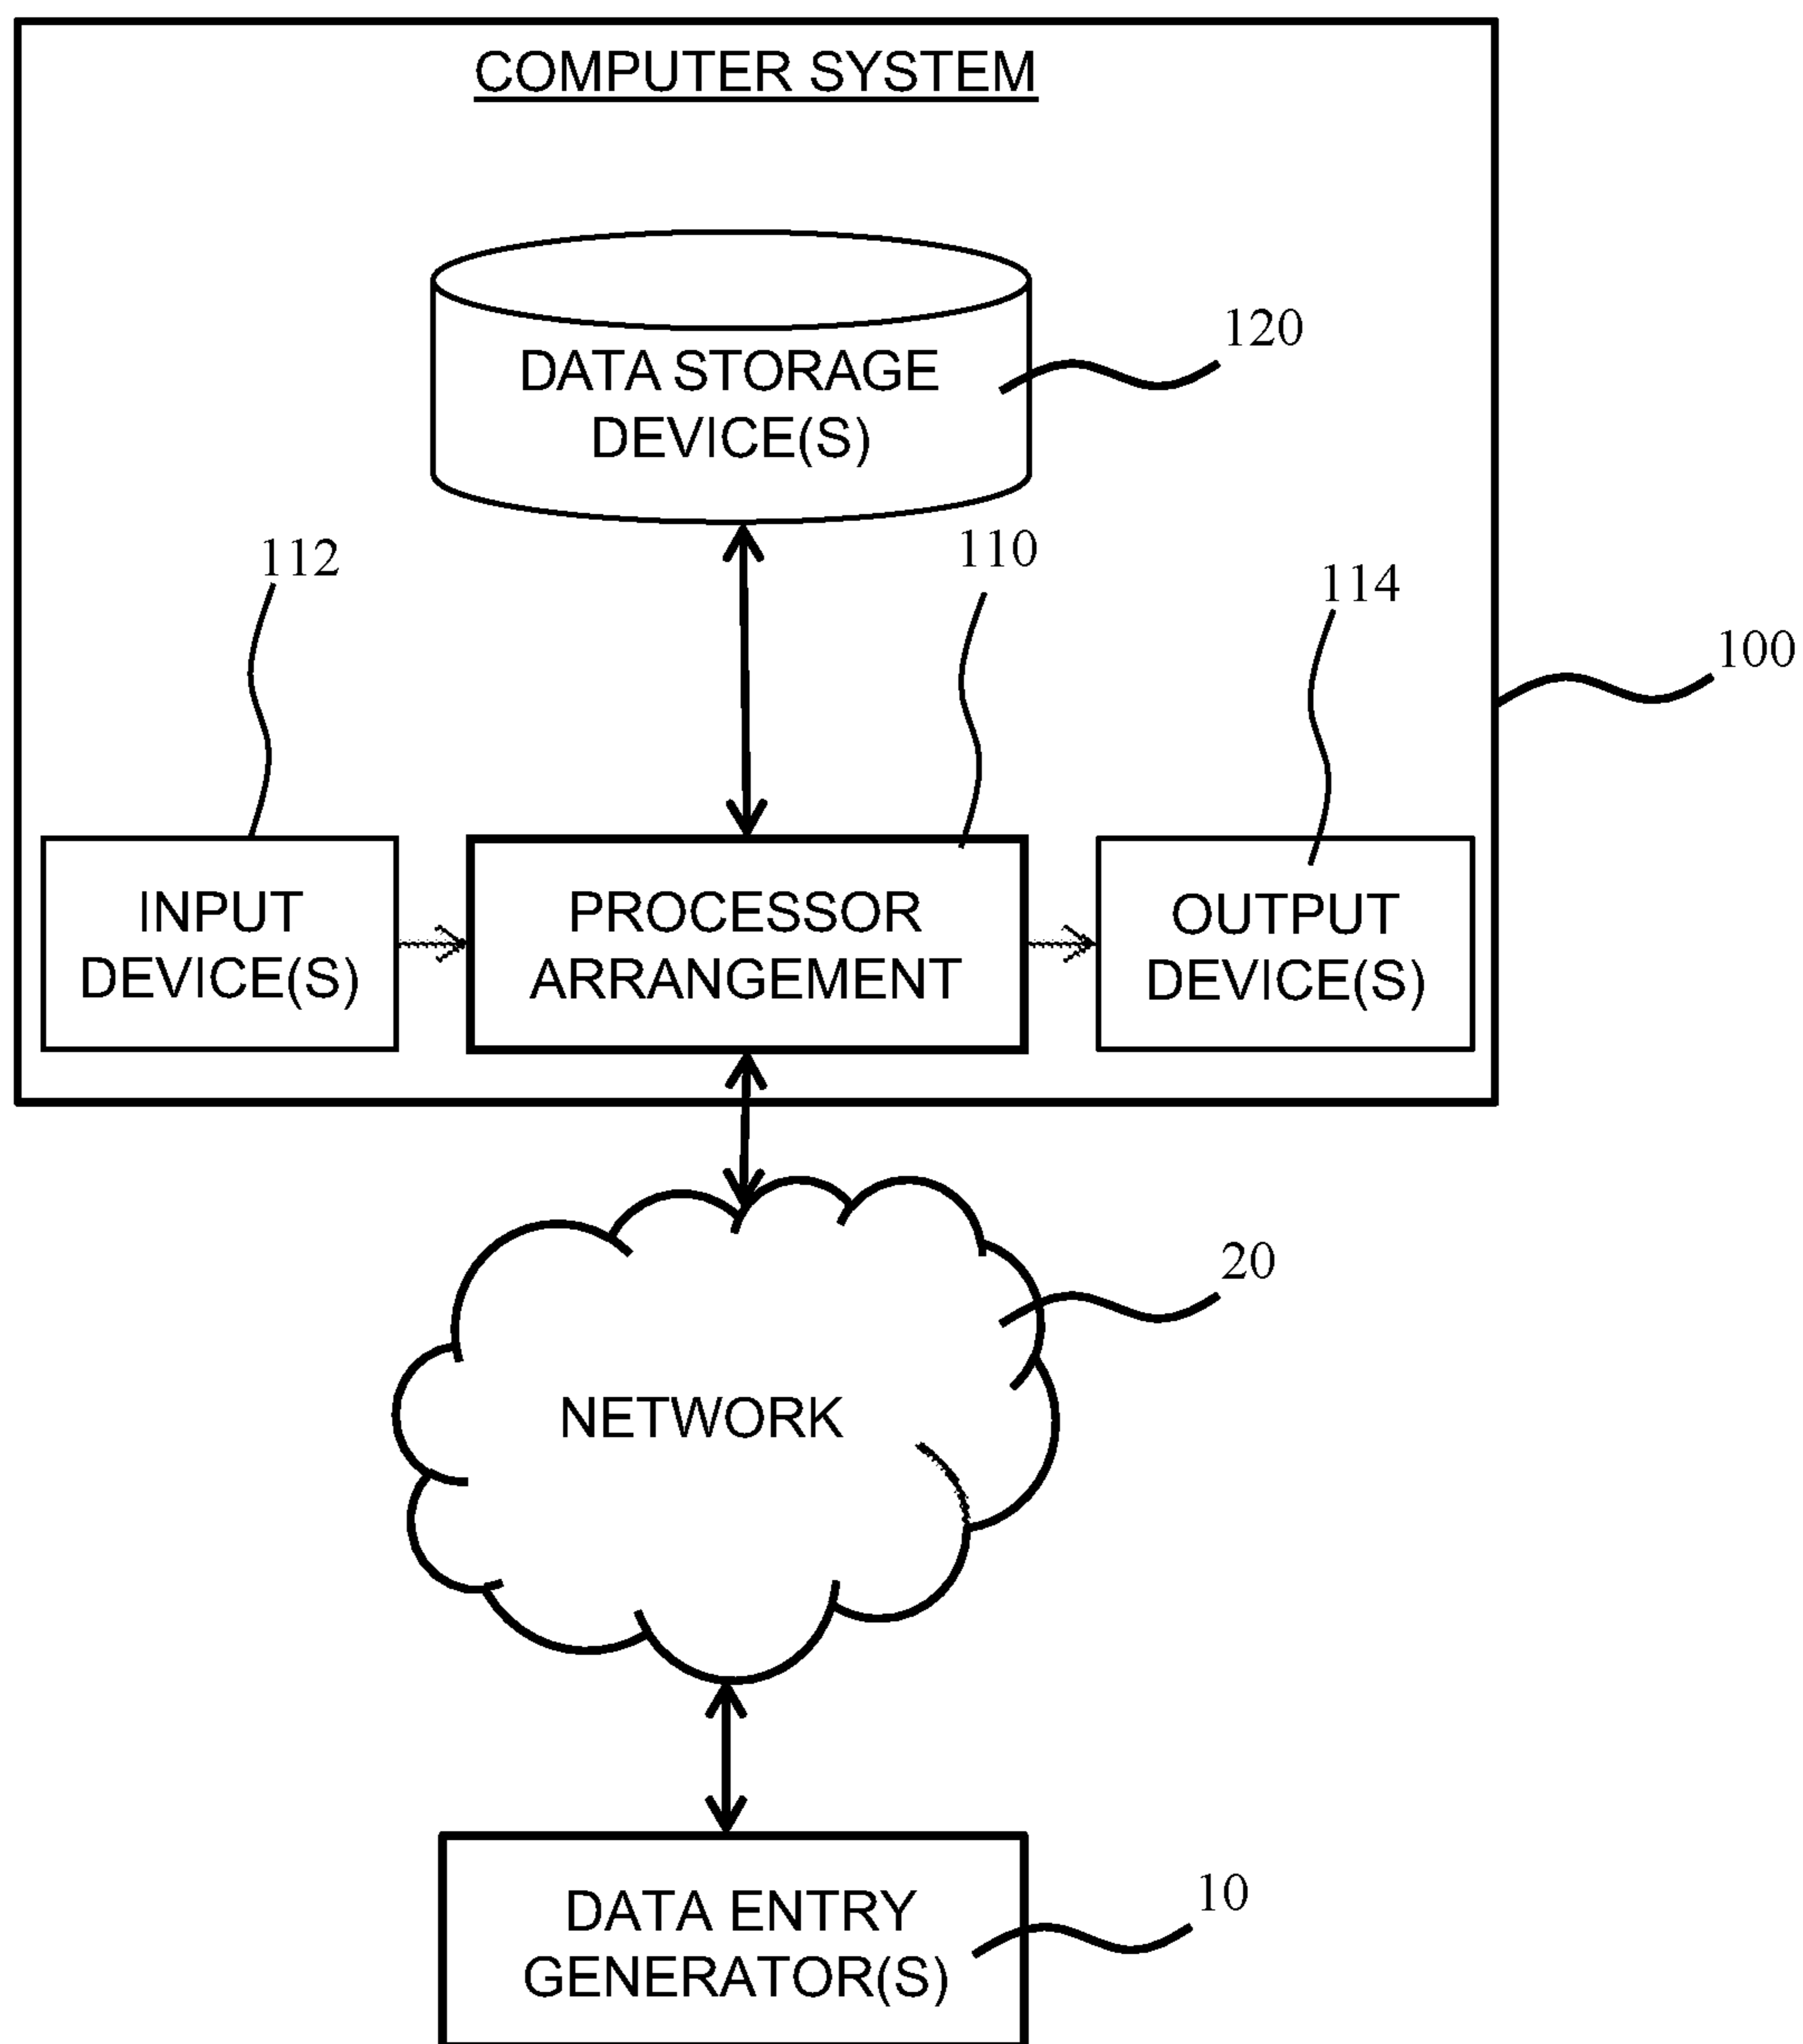 COMPUTER SYSTEM
DATA STORAGE
DEVICE(S)
120
112
110
114
100
INPUT
DEVICE(S)
PROCESSOR
ARRANGEMENT
OUTPUT
DEVICE(S)
20
NETWORK
10
DATA ENTRY
GENERATOR(S)